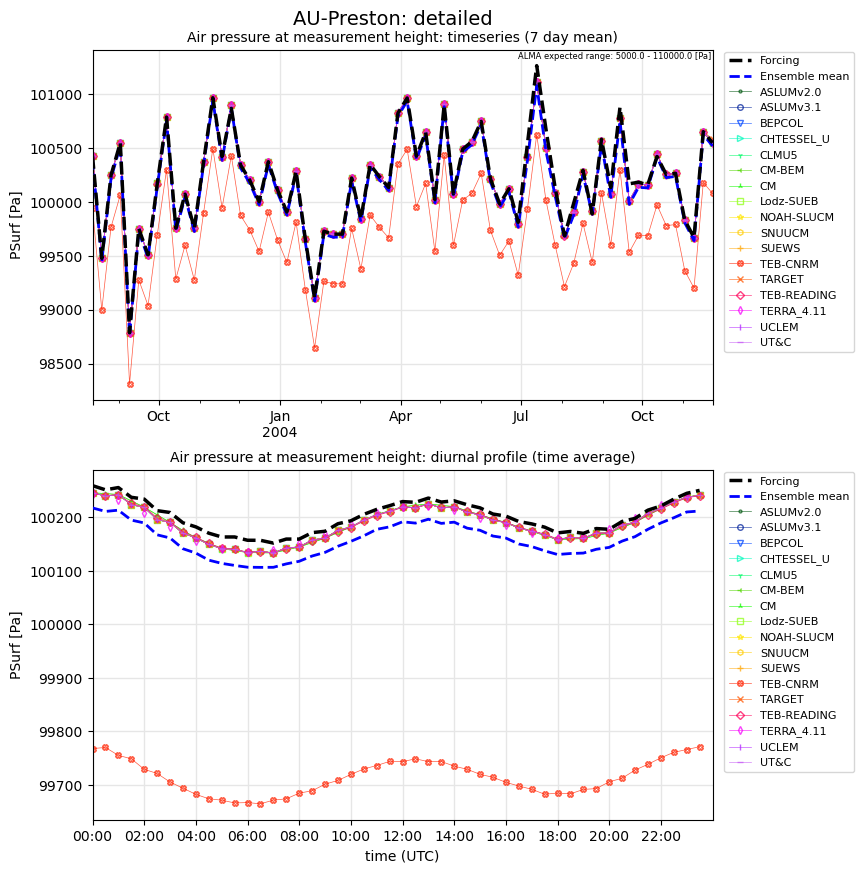 AU-Preston: detailed
Air pressure at measurement height: timeseries (7 day mean)
ALMA expected range: 5000.0 - 110000.0 [Pa]
PSurf [Pa]
101000
100500
100000
99500
99000
98500
Oct
Jan
2004
Apr
Jul
Oct
Forcing
Ensemble mean
ASLUMv2.0
ASLUMv3.1
BEPCOL
CHTESSEL_U
CLMU5
CM-BEM
CM
Lodz-SUEB
NOAH-SLUCM
SNUUCM
SUEWS
TEB-CNRM
TARGET
TEB-READING
TERRA_4.11
UCLEM
UT&C
Air pressure at measurement height: diurnal profile (time average)
PSurf [Pa]
100200
100100
100000
99900
99800
99700
00:00 02:00 04:00 06:00 08:00 10:00 12:00 14:00 16:00 18:00 20:00 22:00
time (UTC)
Forcing
Ensemble mean
ASLUMv2.0
ASLUMv3.1
BEPCOL
CHTESSEL_U
CLMU5
CM-BEM
CM
Lodz-SUEB
NOAH-SLUCM
SNUUCM
SUEWS
TEB-CNRM
TARGET
TEB-READING
TERRA_4.11
UCLEM
UT&C